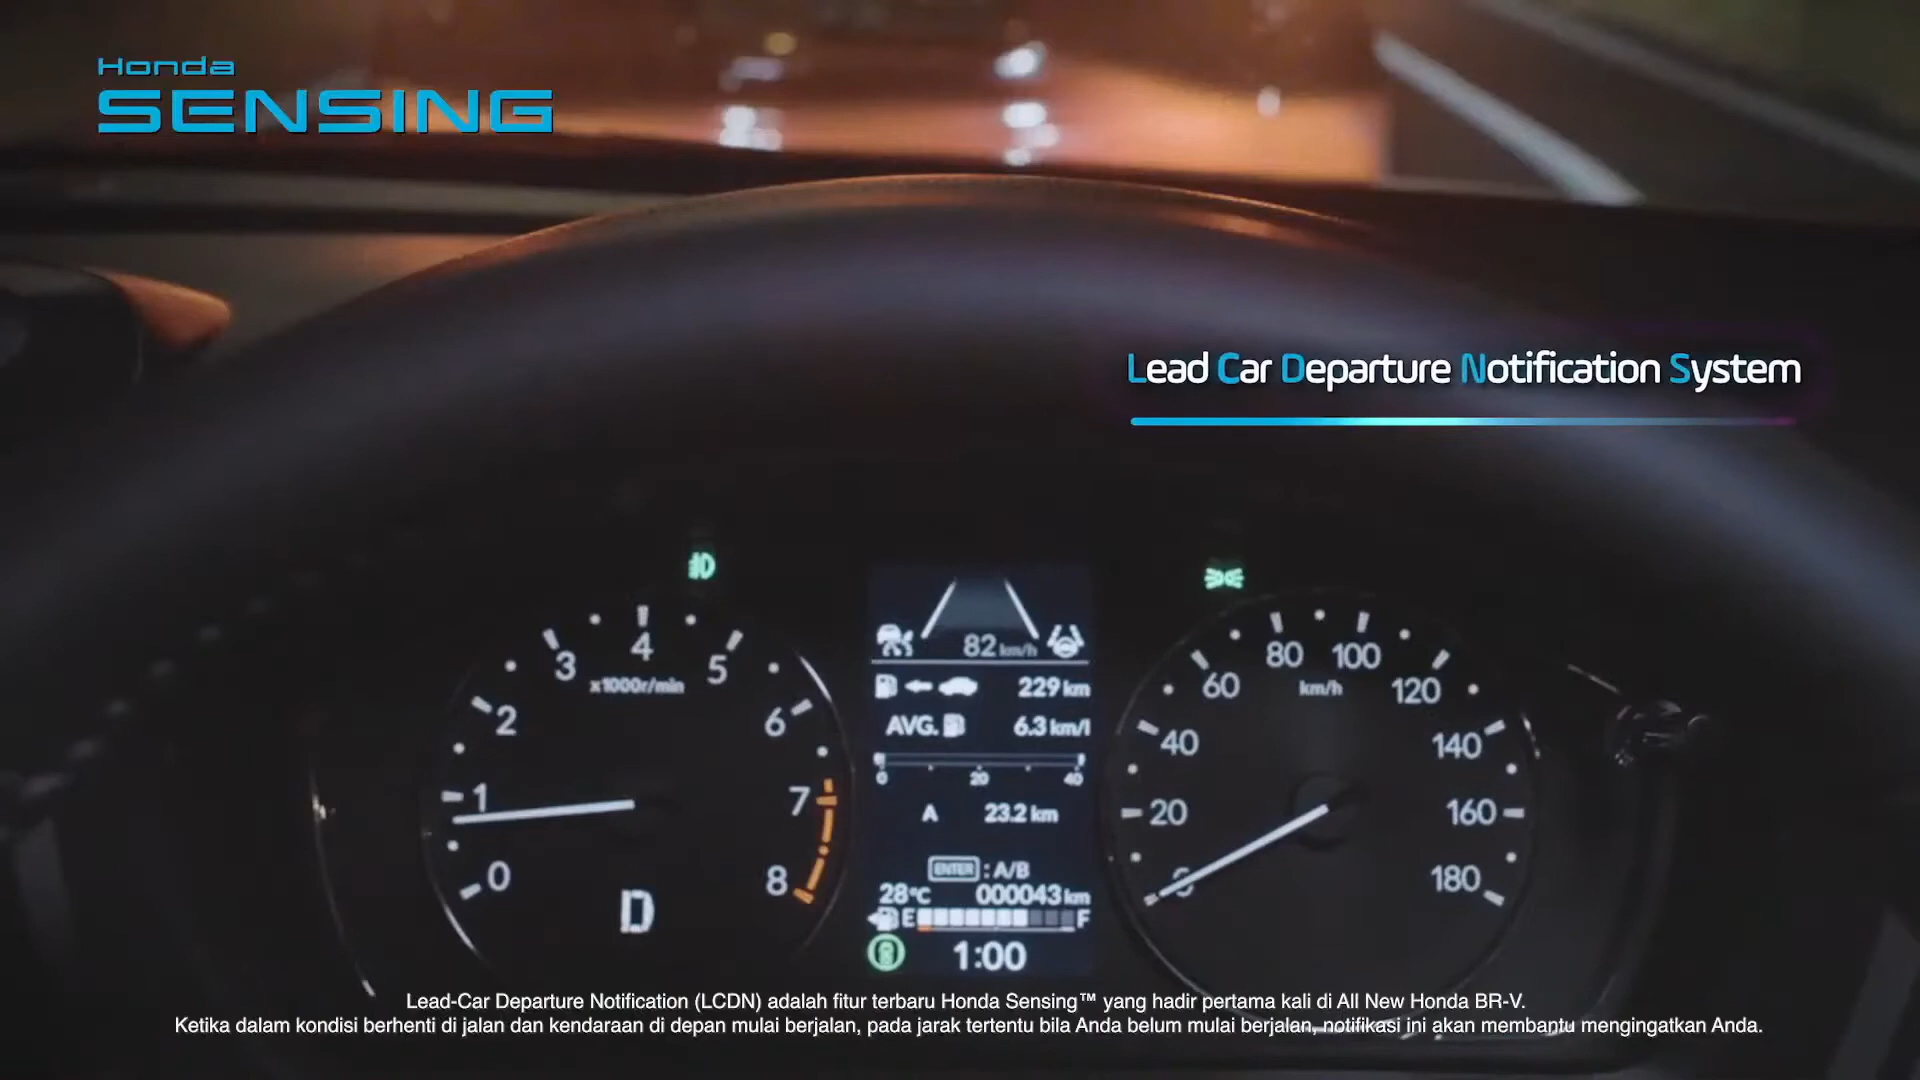 Honda
SENSING
Lead Car Departure Notification System
0 1 2 3 4 5 6 7 8
x1000r/min
D
82 km/h
229 km
AVG. 6.3 km/l
0 20 40
A 23.2 km
ENTER : A/B
28°C 000043 km
E F
1:00
0 20 40 60 80 100 120 140 160 180
km/h
Lead-Car Departure Notification (LCDN) adalah fitur terbaru Honda Sensing™ yang hadir pertama kali di All New Honda BR-V.
Ketika dalam kondisi berhenti di jalan dan kendaraan di depan mulai berjalan, pada jarak tertentu bila Anda belum mulai berjalan, notifikasi ini akan membantu mengingatkan Anda.